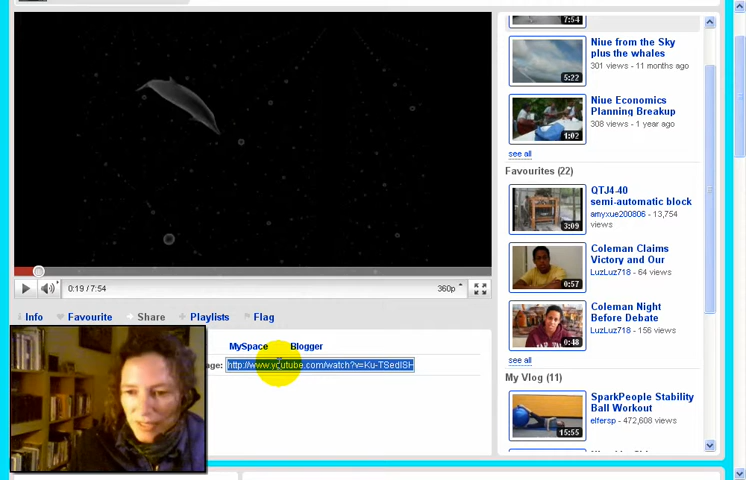 7:54
Niue from the Sky
plus the whales
301 views - 11 months ago
5:22
Niue Economics
Planning Breakup
308 views - 1 year ago
1:02
see all
Favourites (22)
QTJ4-40
semi-automatic block
amyxue200806 - 13,754
views
3:09
Coleman Claims
Victory and Our
LuzLuz718 - 64 views
0:57
Coleman Night
Before Debate
LuzLuz718 - 156 views
0:48
see all
My Vlog (11)
SparkPeople Stability
Ball Workout
elfersp - 472,608 views
15:55
0:19 / 7:54
360p
Info Favourite Share Playlists Flag
MySpace Blogger
age: http://www.youtube.com/watch?v=Ku-TSedISH